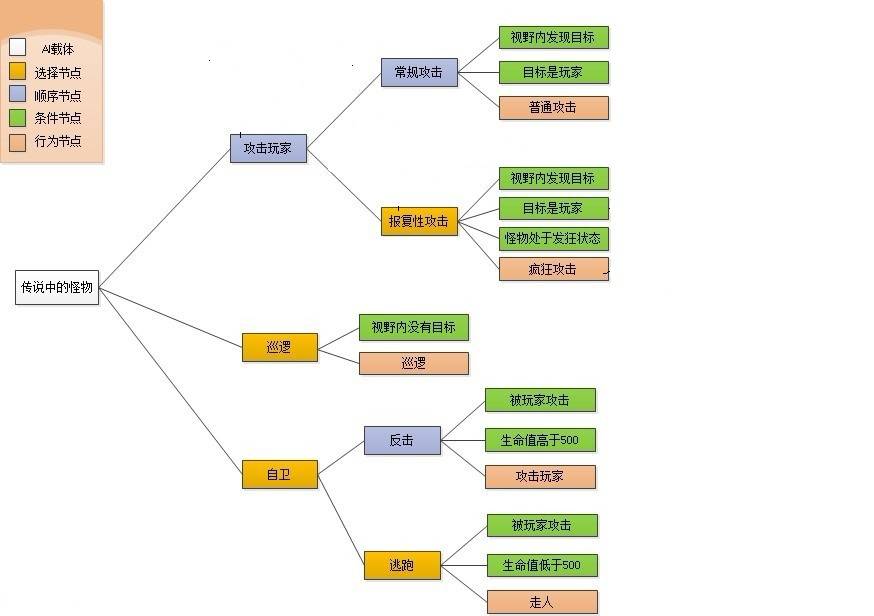 AI载体
选择节点
顺序节点
条件节点
行为节点
传说中的怪物
攻击玩家
常规攻击
视野内发现目标
目标是玩家
普通攻击
报复性攻击
视野内发现目标
目标是玩家
怪物处于发狂状态
疯狂攻击
巡逻
视野内没有目标
巡逻
自卫
反击
被玩家攻击
生命值高于500
攻击玩家
逃跑
被玩家攻击
生命值低于500
走人